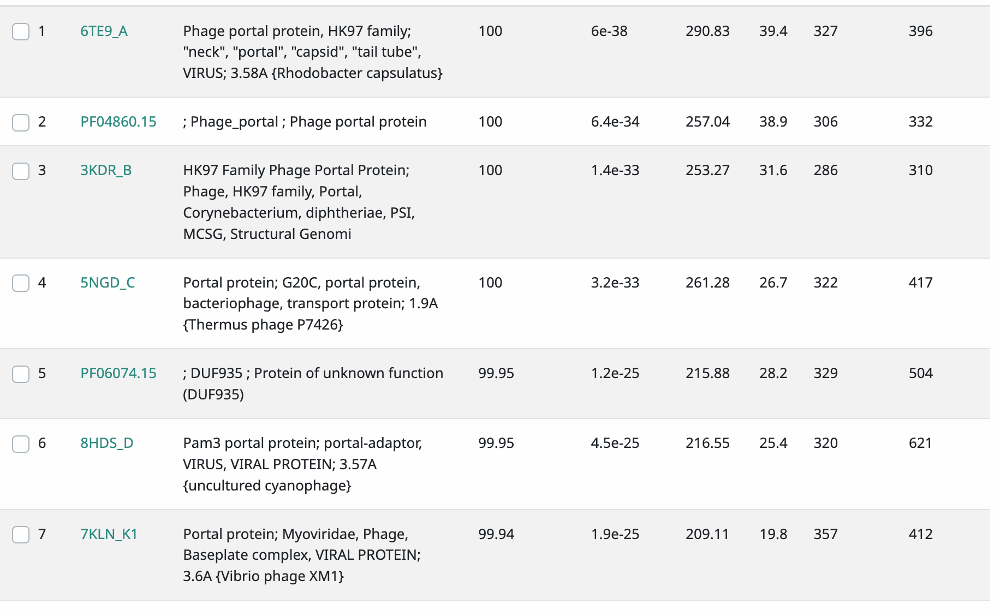 1 6TE9_A Phage portal protein, HK97 family; 100 6e-38 290.83 39.4 327 396
"neck", "portal", "capsid", "tail tube",
VIRUS; 3.58A {Rhodobacter capsulatus}
2 PF04860.15 ; Phage_portal ; Phage portal protein 100 6.4e-34 257.04 38.9 306 332
3 3KDR_B HK97 Family Phage Portal Protein; 100 1.4e-33 253.27 31.6 286 310
Phage, HK97 family, Portal,
Corynebacterium, diphtheriae, PSI,
MCSG, Structural Genomi
4 5NGD_C Portal protein; G20C, portal protein, 100 3.2e-33 261.28 26.7 322 417
bacteriophage, transport protein; 1.9A
{Thermus phage P7426}
5 PF06074.15 ; DUF935 ; Protein of unknown function 99.95 1.2e-25 215.88 28.2 329 504
(DUF935)
6 8HDS_D Pam3 portal protein; portal-adaptor, 99.95 4.5e-25 216.55 25.4 320 621
VIRUS, VIRAL PROTEIN; 3.57A
{uncultured cyanophage}
7 7KLN_K1 Portal protein; Myoviridae, Phage, 99.94 1.9e-25 209.11 19.8 357 412
Baseplate complex, VIRAL PROTEIN;
3.6A {Vibrio phage XM1}